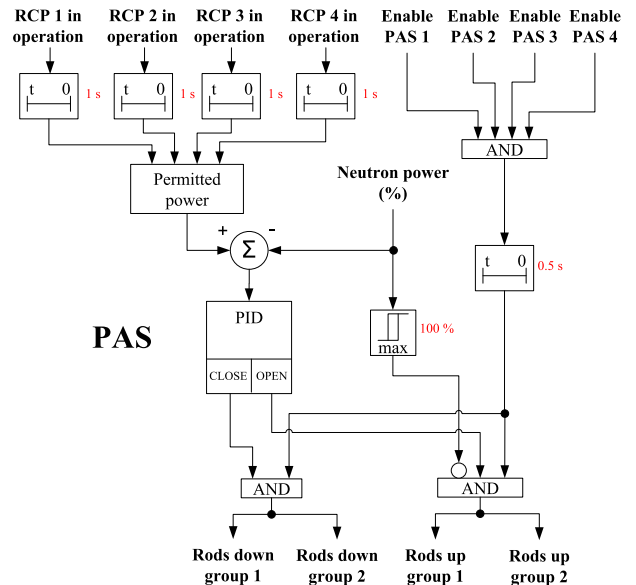 RCP 1 in operation
RCP 2 in operation
RCP 3 in operation
RCP 4 in operation
Enable PAS 1
Enable PAS 2
Enable PAS 3
Enable PAS 4
t 0
1 s
t 0
1 s
t 0
1 s
t 0
1 s
AND
Permitted power
Neutron power (%)
+
-
Σ
t 0
0.5 s
PID
CLOSE
OPEN
max
100 %
PAS
AND
AND
Rods down group 1
Rods down group 2
Rods up group 1
Rods up group 2